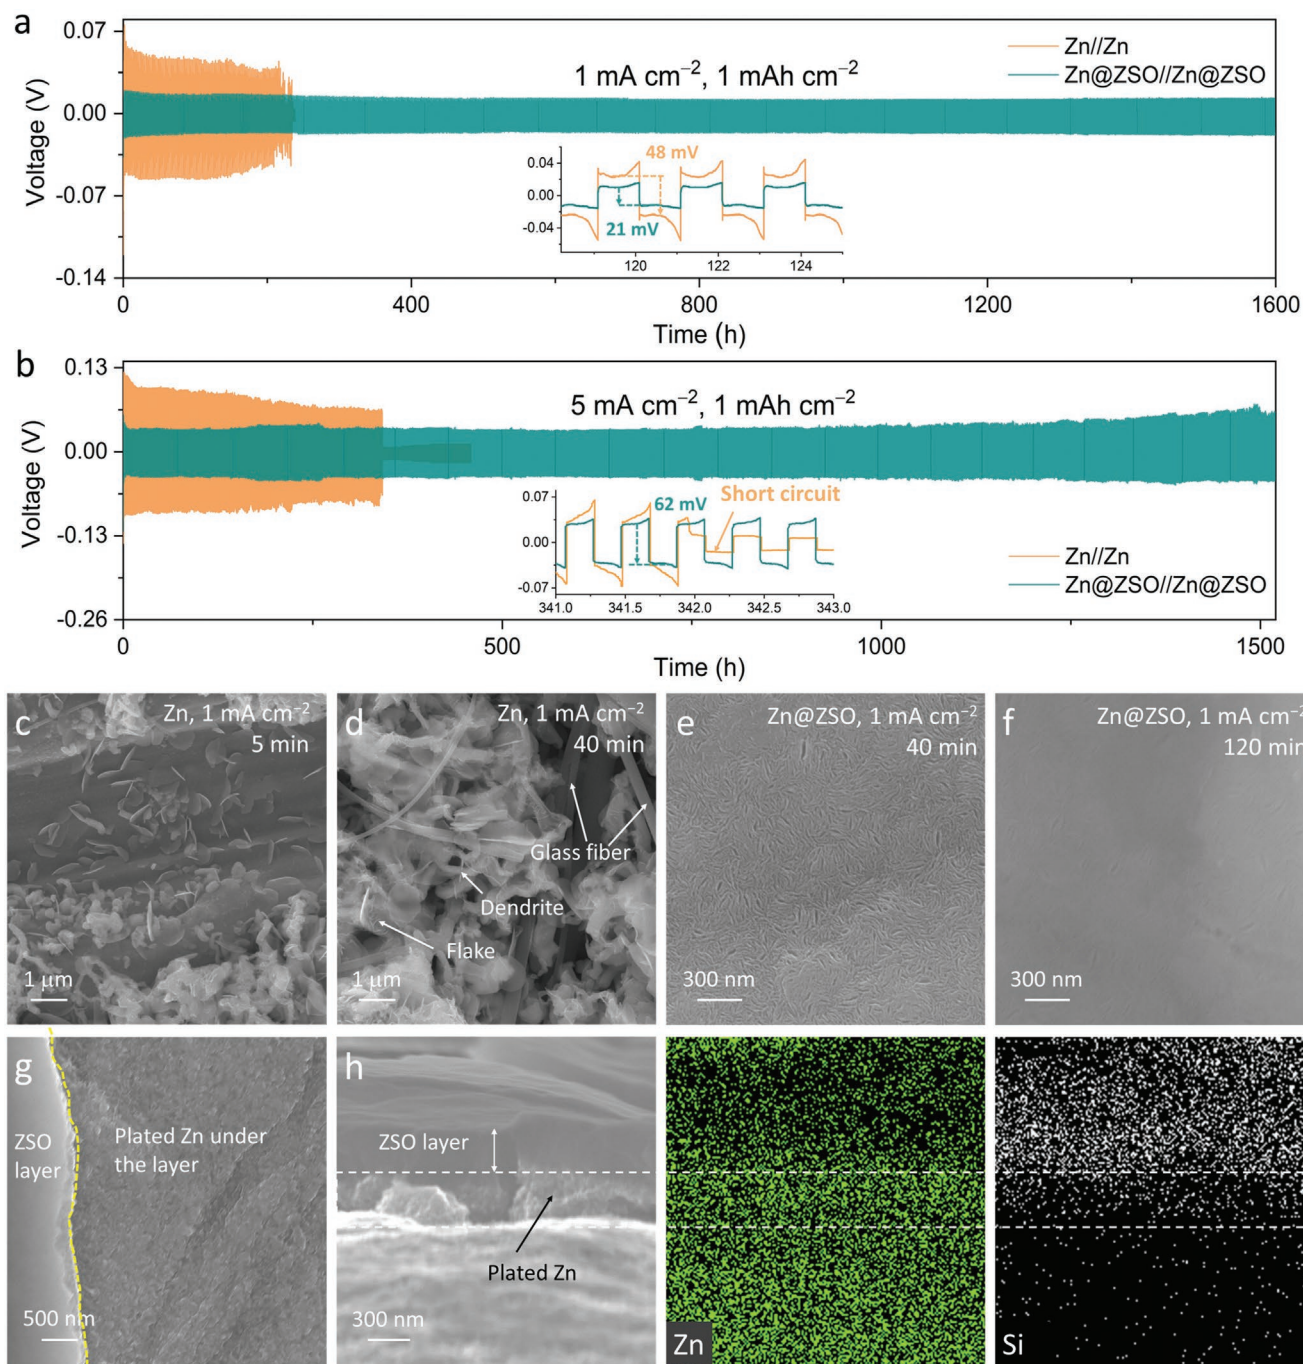 a
0.07
0.00
-0.07
-0.14
Voltage (V)
Zn//Zn
Zn@ZSO//Zn@ZSO
1 mA cm⁻², 1 mAh cm⁻²
0.04
0.00
-0.04
48 mV
21 mV
120 122 124
0 400 800 1200 1600
Time (h)
b
0.13
0.00
-0.13
-0.26
Voltage (V)
5 mA cm⁻², 1 mAh cm⁻²
0.07
0.00
-0.07
62 mV
Short circuit
341.0 341.5 342.0 342.5 343.0
Zn//Zn
Zn@ZSO//Zn@ZSO
0 500 1000 1500
Time (h)
c
Zn, 1 mA cm⁻²
5 min
1 μm
d
Zn, 1 mA cm⁻²
40 min
Glass fiber
Dendrite
Flake
1 μm
e
Zn@ZSO, 1 mA cm⁻²
40 min
300 nm
f
Zn@ZSO, 1 mA cm⁻²
120 min
300 nm
g
ZSO
layer
Plated Zn under
the layer
500 nm
h
ZSO layer
Plated Zn
300 nm
Zn
Si